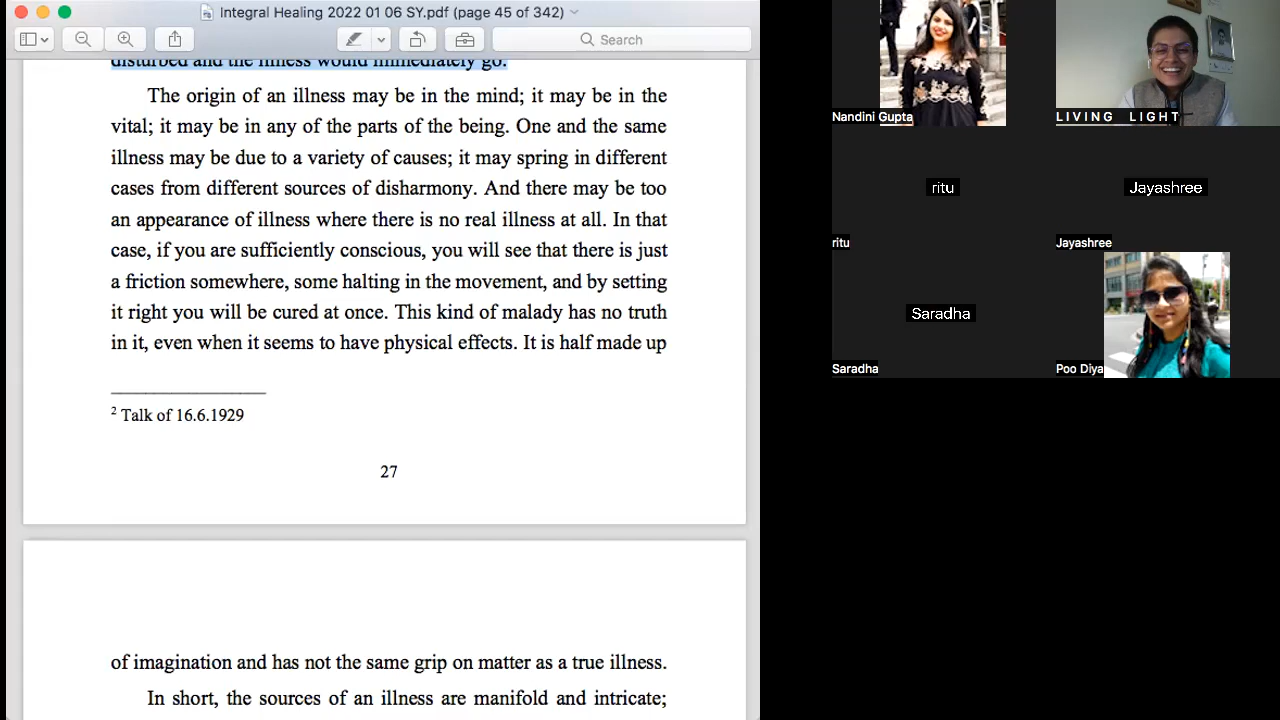 Integral Healing 2022 01 06 SY.pdf (page 45 of 342)
Search
disturbed and the illness would immediately go.
The origin of an illness may be in the mind; it may be in the
vital; it may be in any of the parts of the being. One and the same
illness may be due to a variety of causes; it may spring in different
cases from different sources of disharmony. And there may be too
an appearance of illness where there is no real illness at all. In that
case, if you are sufficiently conscious, you will see that there is just
a friction somewhere, some halting in the movement, and by setting
it right you will be cured at once. This kind of malady has no truth
in it, even when it seems to have physical effects. It is half made up
2 Talk of 16.6.1929
27
of imagination and has not the same grip on matter as a true illness.
In short, the sources of an illness are manifold and intricate;
Nandini Gupta
LIVING LIGHT
ritu
ritu
Jayashree
Jayashree
Saradha
Saradha
Poo Diya